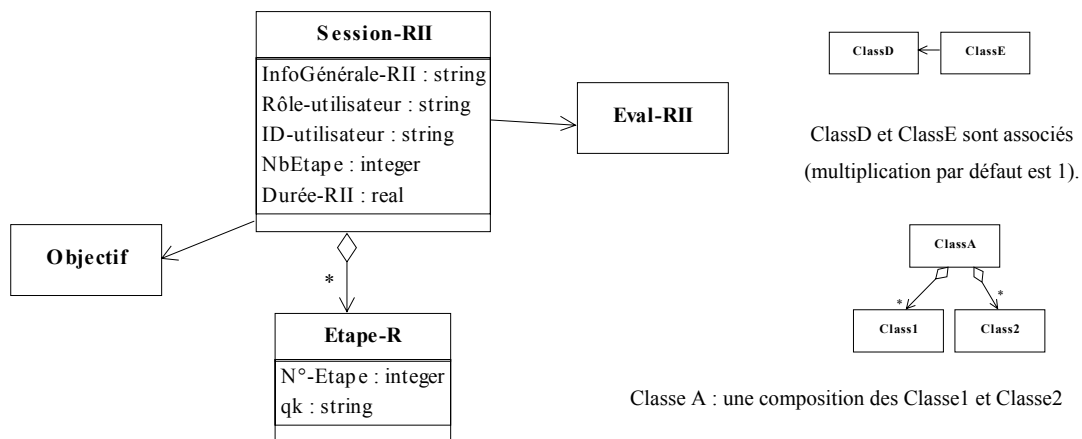 Session-RII
InfoGénérale-RII : string
Rôle-utilisateur : string
ID-utilisateur : string
NbEtape : integer
Durée-RII : real
Eval-RII
Objectif
*
Etape-R
N°-Etape : integer
qk : string
ClassD
ClassE
ClassD et ClassE sont associés
(multiplication par défaut est 1).
ClassA
*
*
Class1
Class2
Classe A : une composition des Classe1 et Classe2